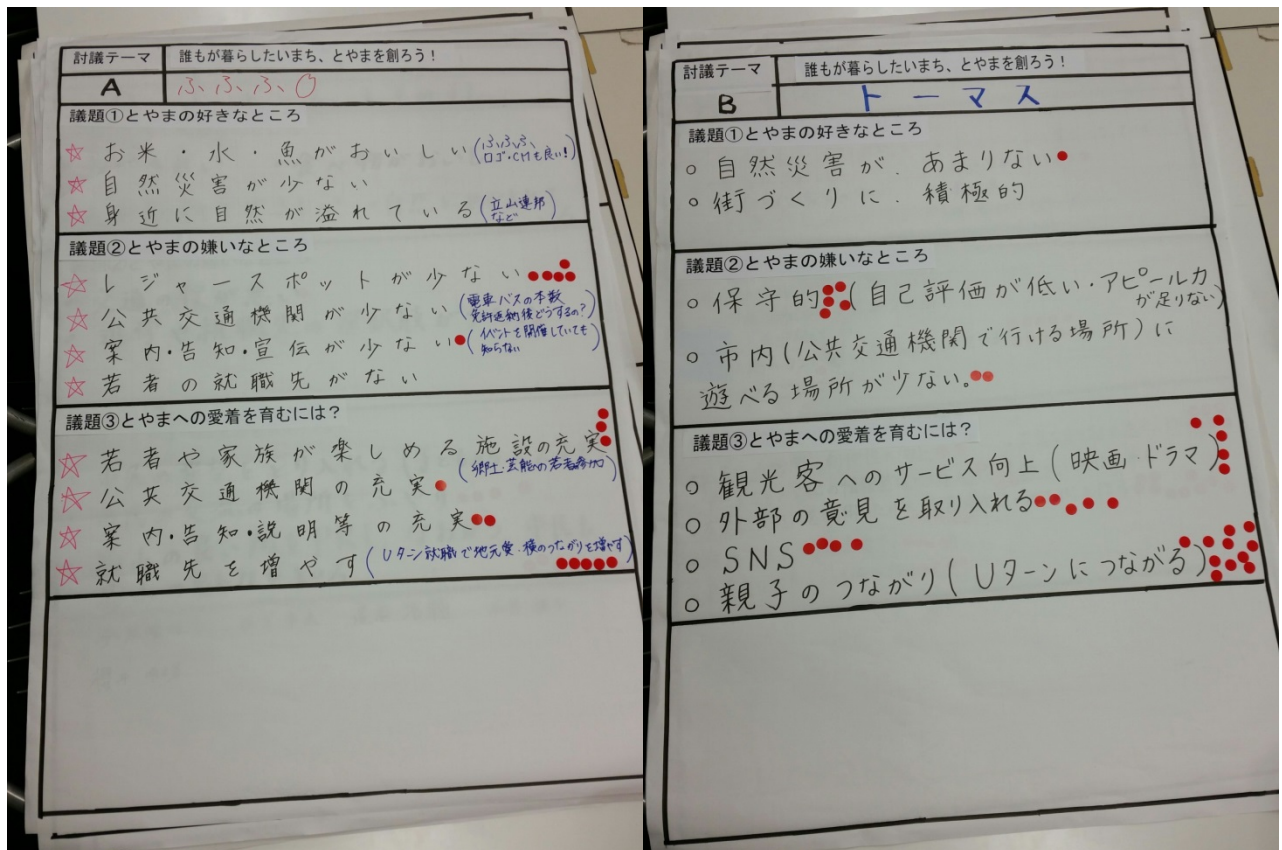 討議テーマ 誰もが暮らしたいまち、とやまを創ろう！
A ふ、ふ、ふ、
議題①とやまの好きなところ
お米・水・魚がおいしい(ふ、ふ、ふ、ロゴ・CMも良い!)
自然災害が少ない
身近に自然が溢れている(立山連邦など)
議題②とやまの嫌いなところ
レジャースポットが少ない
公共交通機関が少ない(電車バスの本数 免許返納後どうするの?)
案内・告知・宣伝が少ない(イベントを開催していても知らない)
若者の就職先がない
議題③とやまへの愛着を育むには？
若者や家族が楽しめる施設の充実
(郷土芸能の若者参加)
公共交通機関の充実
案内・告知・説明等の充実
就職先を増やす(Uターン就職で地元愛・横のつながりを増やす)
討議テーマ 誰もが暮らしたいまち、とやまを創ろう！
B トーマス
議題①とやまの好きなところ
自然災害が、あまりない
街づくりに、積極的
議題②とやまの嫌いなところ
保守的(自己評価が低い・アピール力が足りない)
市内(公共交通機関で行ける場所)に
遊べる場所が少ない。
議題③とやまへの愛着を育むには？
観光客へのサービス向上(映画・ドラマ)
外部の意見を取り入れる
SNS
親子のつながり(Uターンにつながる)